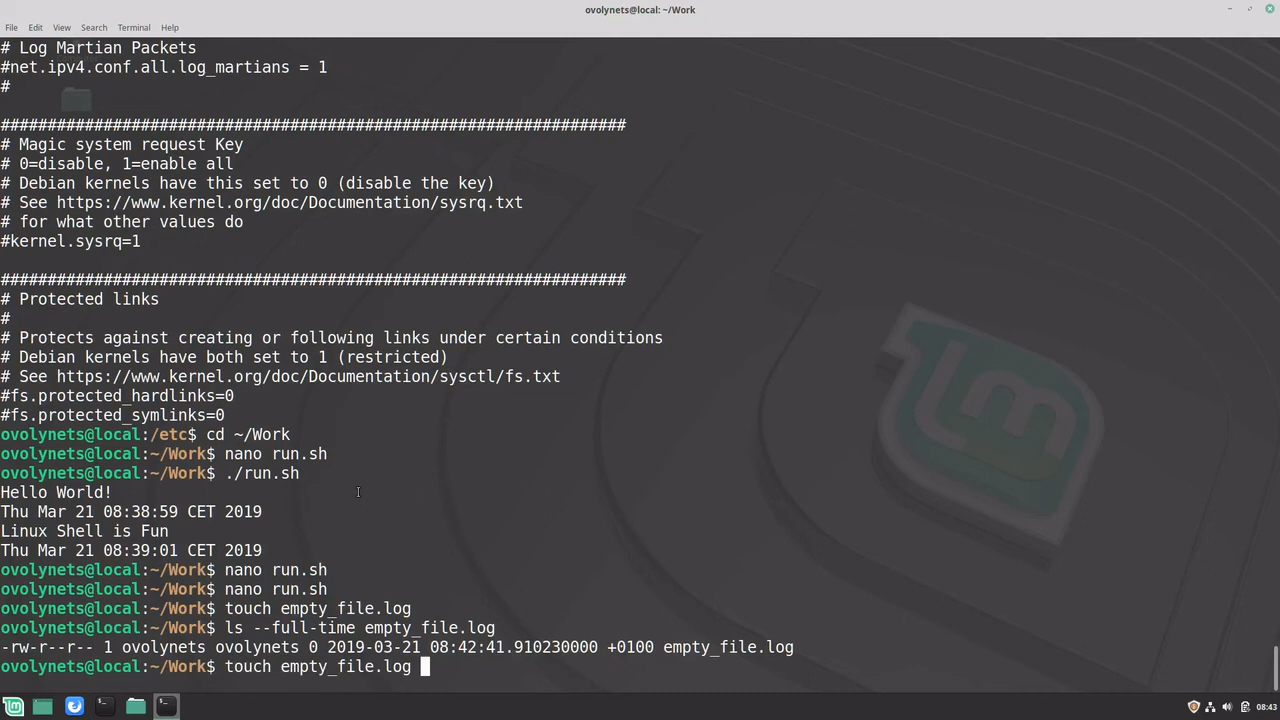 ovolynets@local: ~/Work
File Edit View Search Terminal Help
# Log Martian Packets
#net.ipv4.conf.all.log_martians = 1
#
###################################################################
# Magic system request Key
# 0=disable, 1=enable all
# Debian kernels have this set to 0 (disable the key)
# See https://www.kernel.org/doc/Documentation/sysrq.txt
# for what other values do
#kernel.sysrq=1
###################################################################
# Protected links
#
# Protects against creating or following links under certain conditions
# Debian kernels have both set to 1 (restricted)
# See https://www.kernel.org/doc/Documentation/sysctl/fs.txt
#fs.protected_hardlinks=0
#fs.protected_symlinks=0
ovolynets@local:/etc$ cd ~/Work
ovolynets@local:~/Work$ nano run.sh
ovolynets@local:~/Work$ ./run.sh
Hello World!
Thu Mar 21 08:38:59 CET 2019
Linux Shell is Fun
Thu Mar 21 08:39:01 CET 2019
ovolynets@local:~/Work$ nano run.sh
ovolynets@local:~/Work$ nano run.sh
ovolynets@local:~/Work$ touch empty_file.log
ovolynets@local:~/Work$ ls --full-time empty_file.log
-rw-r--r-- 1 ovolynets ovolynets 0 2019-03-21 08:42:41.910230000 +0100 empty_file.log
ovolynets@local:~/Work$ touch empty_file.log
08:43